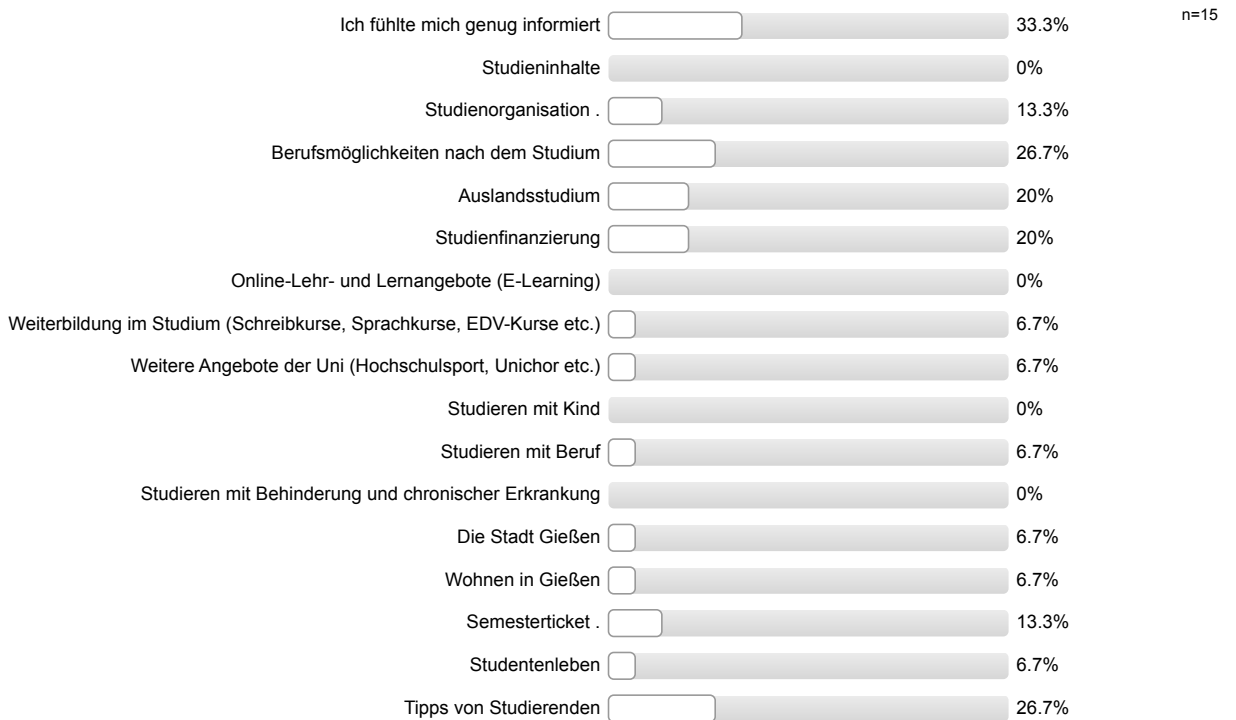 Ich fühlte mich genug informiert 33.3% n=15
Studieninhalte 0%
Studienorganisation . 13.3%
Berufsmöglichkeiten nach dem Studium 26.7%
Auslandsstudium 20%
Studienfinanzierung 20%
Online-Lehr- und Lernangebote (E-Learning) 0%
Weiterbildung im Studium (Schreibkurse, Sprachkurse, EDV-Kurse etc.) 6.7%
Weitere Angebote der Uni (Hochschulsport, Unichor etc.) 6.7%
Studieren mit Kind 0%
Studieren mit Beruf 6.7%
Studieren mit Behinderung und chronischer Erkrankung 0%
Die Stadt Gießen 6.7%
Wohnen in Gießen 6.7%
Semesterticket . 13.3%
Studentenleben 6.7%
Tipps von Studierenden 26.7%